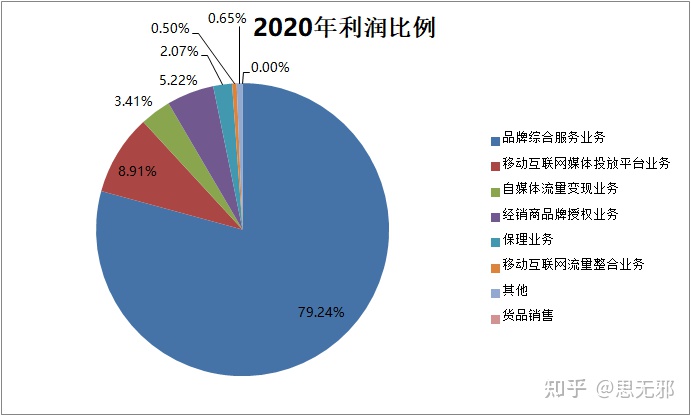 2020年利润比例
0.65%
0.50%
2.07%
0.00%
5.22%
3.41%
8.91%
79.24%
品牌综合服务业务
移动互联网媒体投放平台业务
自媒体流量变现业务
经销商品牌授权业务
保理业务
移动互联网流量整合业务
其他
货品销售
知乎 @思无邪